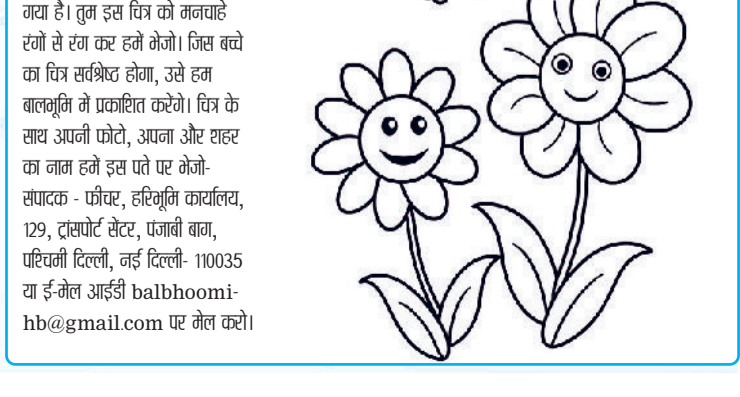 गया है। तुम इस चित्र को मनचाहे
रंगों से रंग कर हमें भेजो। जिस बच्चे
का चित्र सर्वश्रेष्ठ होगा, उसे हम
बालभूमि में प्रकाशित करेंगे। चित्र के
साथ अपनी फोटो, अपना और शहर
का नाम हमें इस पते पर भेजो-
संपादक - फीचर, हरिभूमि कार्यालय,
129, ट्रांसपोर्ट सेंटर, पंजाबी बाग,
पश्चिमी दिल्ली, नई दिल्ली- 110035
या ई-मेल आईडी balbhoomi-
hb@gmail.com पर मेल करो।